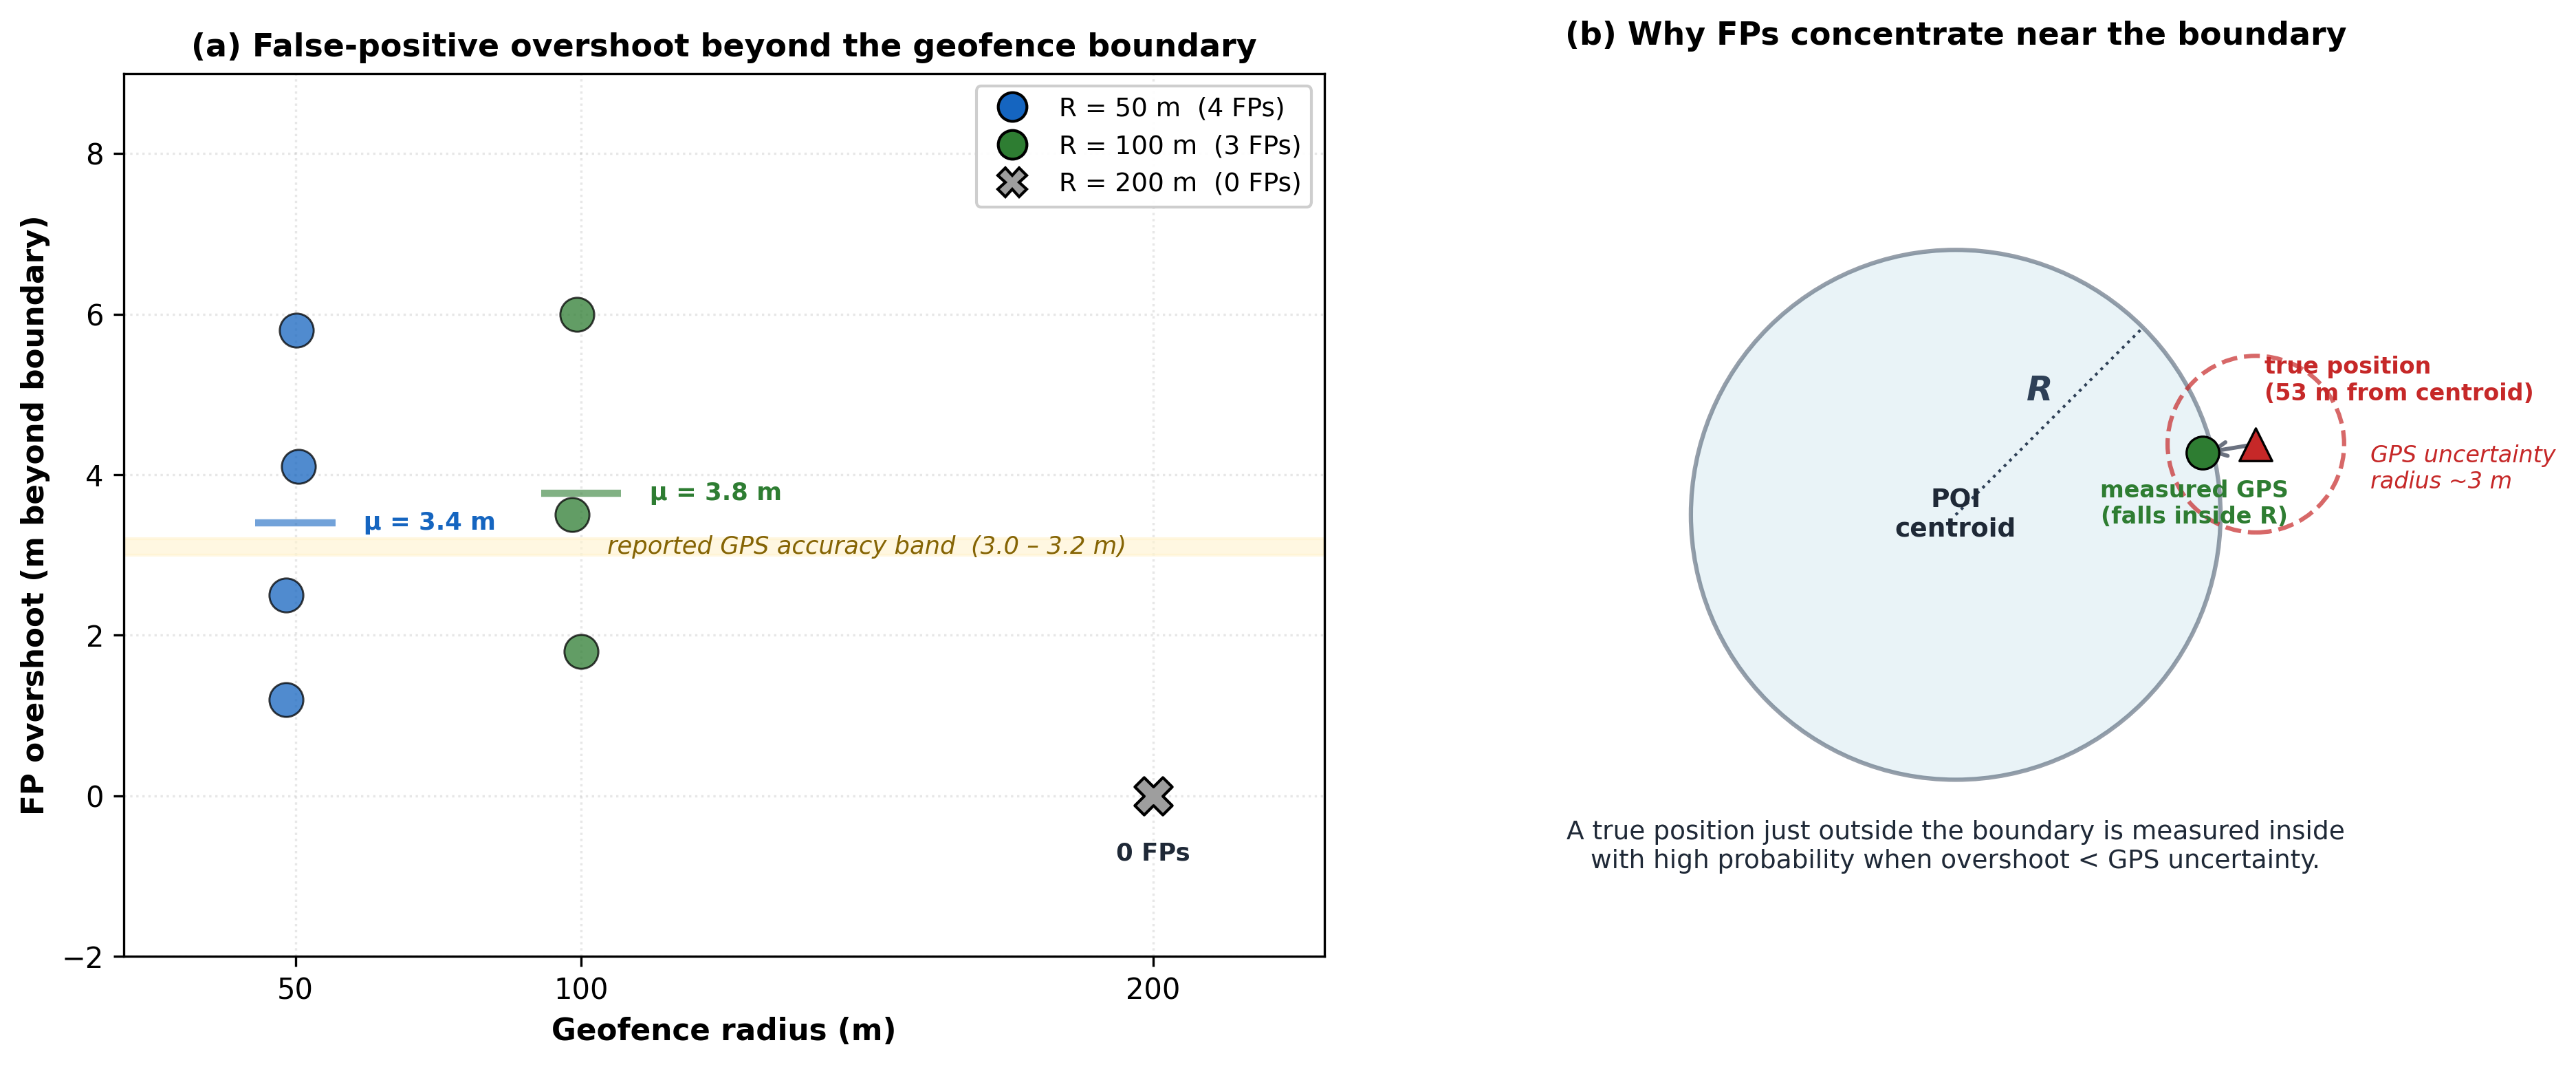 (a) False-positive overshoot beyond the geofence boundary
FP overshoot (m beyond boundary)
8
6
4
2
0
−2
R = 50 m (4 FPs)
R = 100 m (3 FPs)
R = 200 m (0 FPs)
μ = 3.4 m
μ = 3.8 m
reported GPS accuracy band (3.0 – 3.2 m)
0 FPs
50
100
200
Geofence radius (m)
(b) Why FPs concentrate near the boundary
R
true position
(53 m from centroid)
GPS uncertainty
radius ~3 m
measured GPS
(falls inside R)
POI
centroid
A true position just outside the boundary is measured inside
with high probability when overshoot < GPS uncertainty.